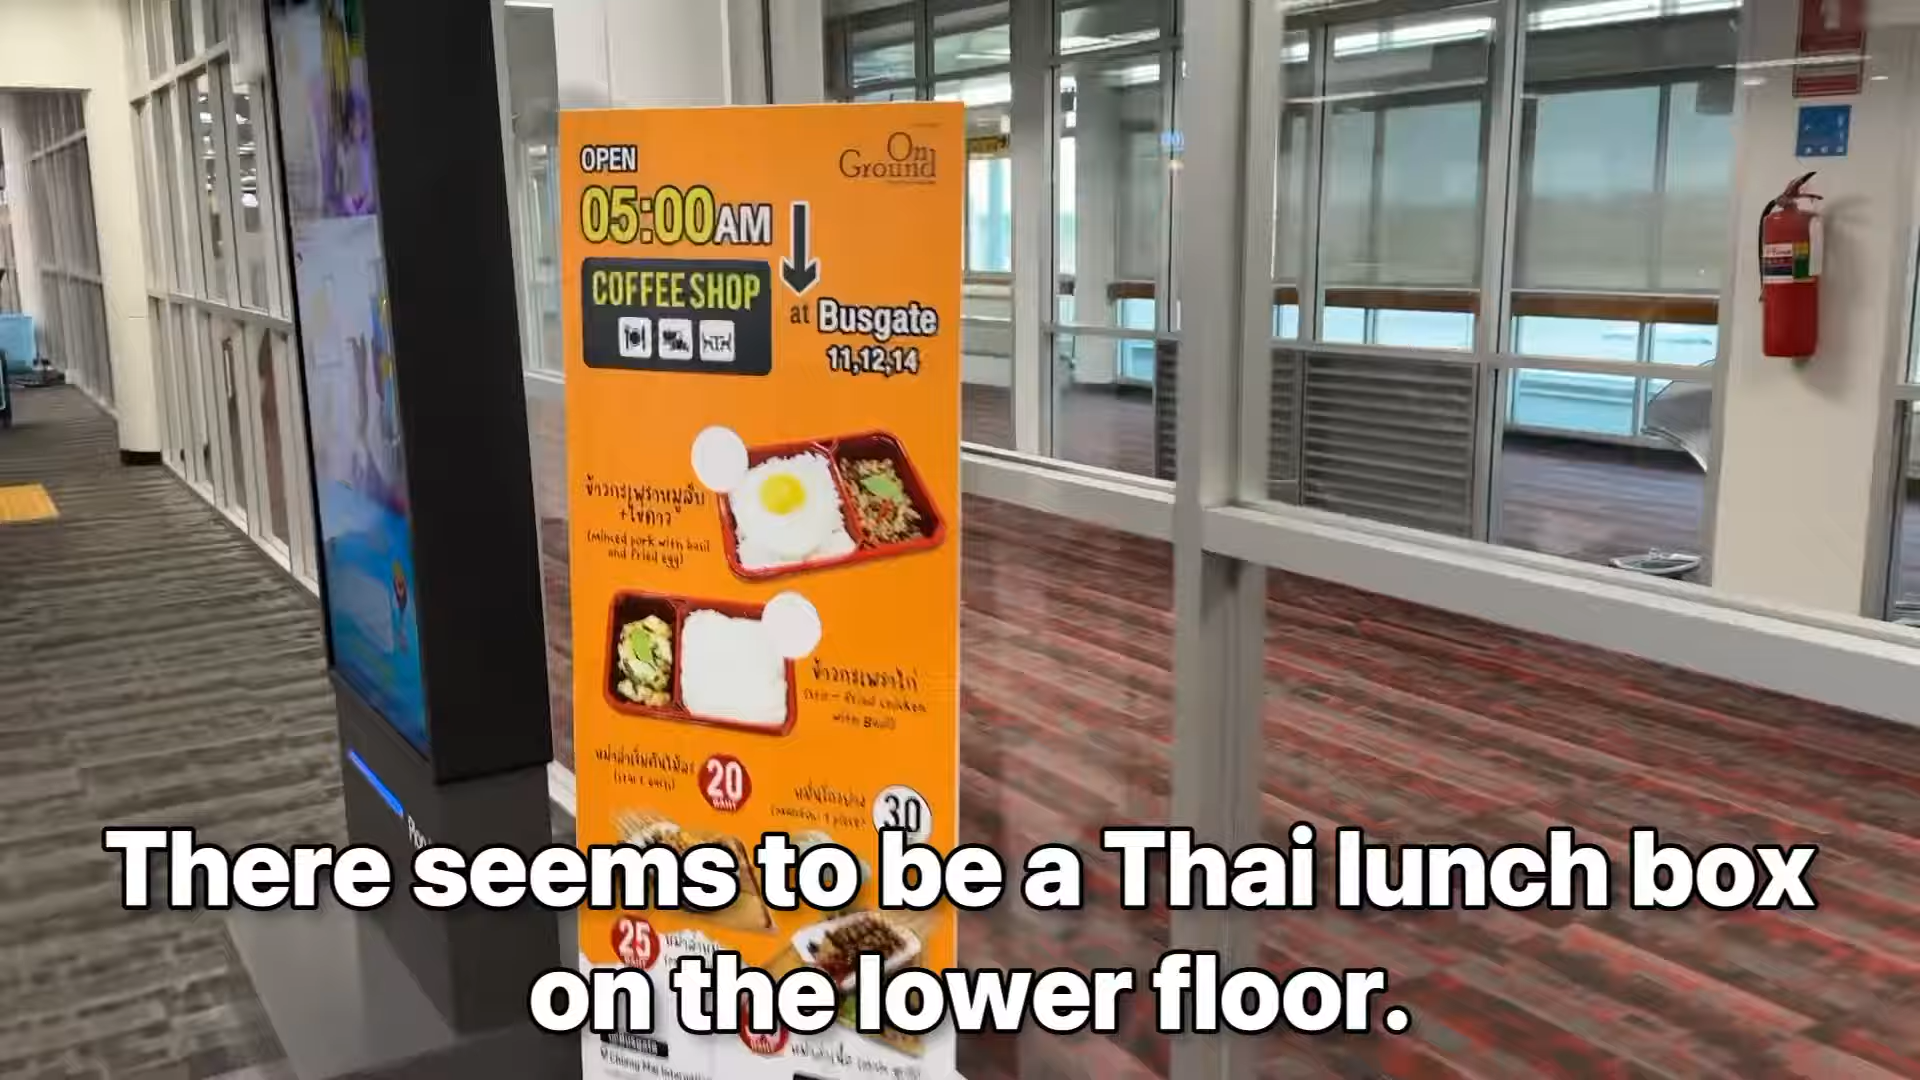 OPEN
05:00AM
COFFEE SHOP
On
Ground
at Busgate
11,12,14
ข้าวกะเพราหมูสับ
+ไข่ดาว
(Minced pork with basil
and fried egg)
ข้าวกะเพราไก่
Fried chicken
with Basil)
20
BAHT
30
25
Chiang Mai
There seems to be a Thai lunch box
on the lower floor.